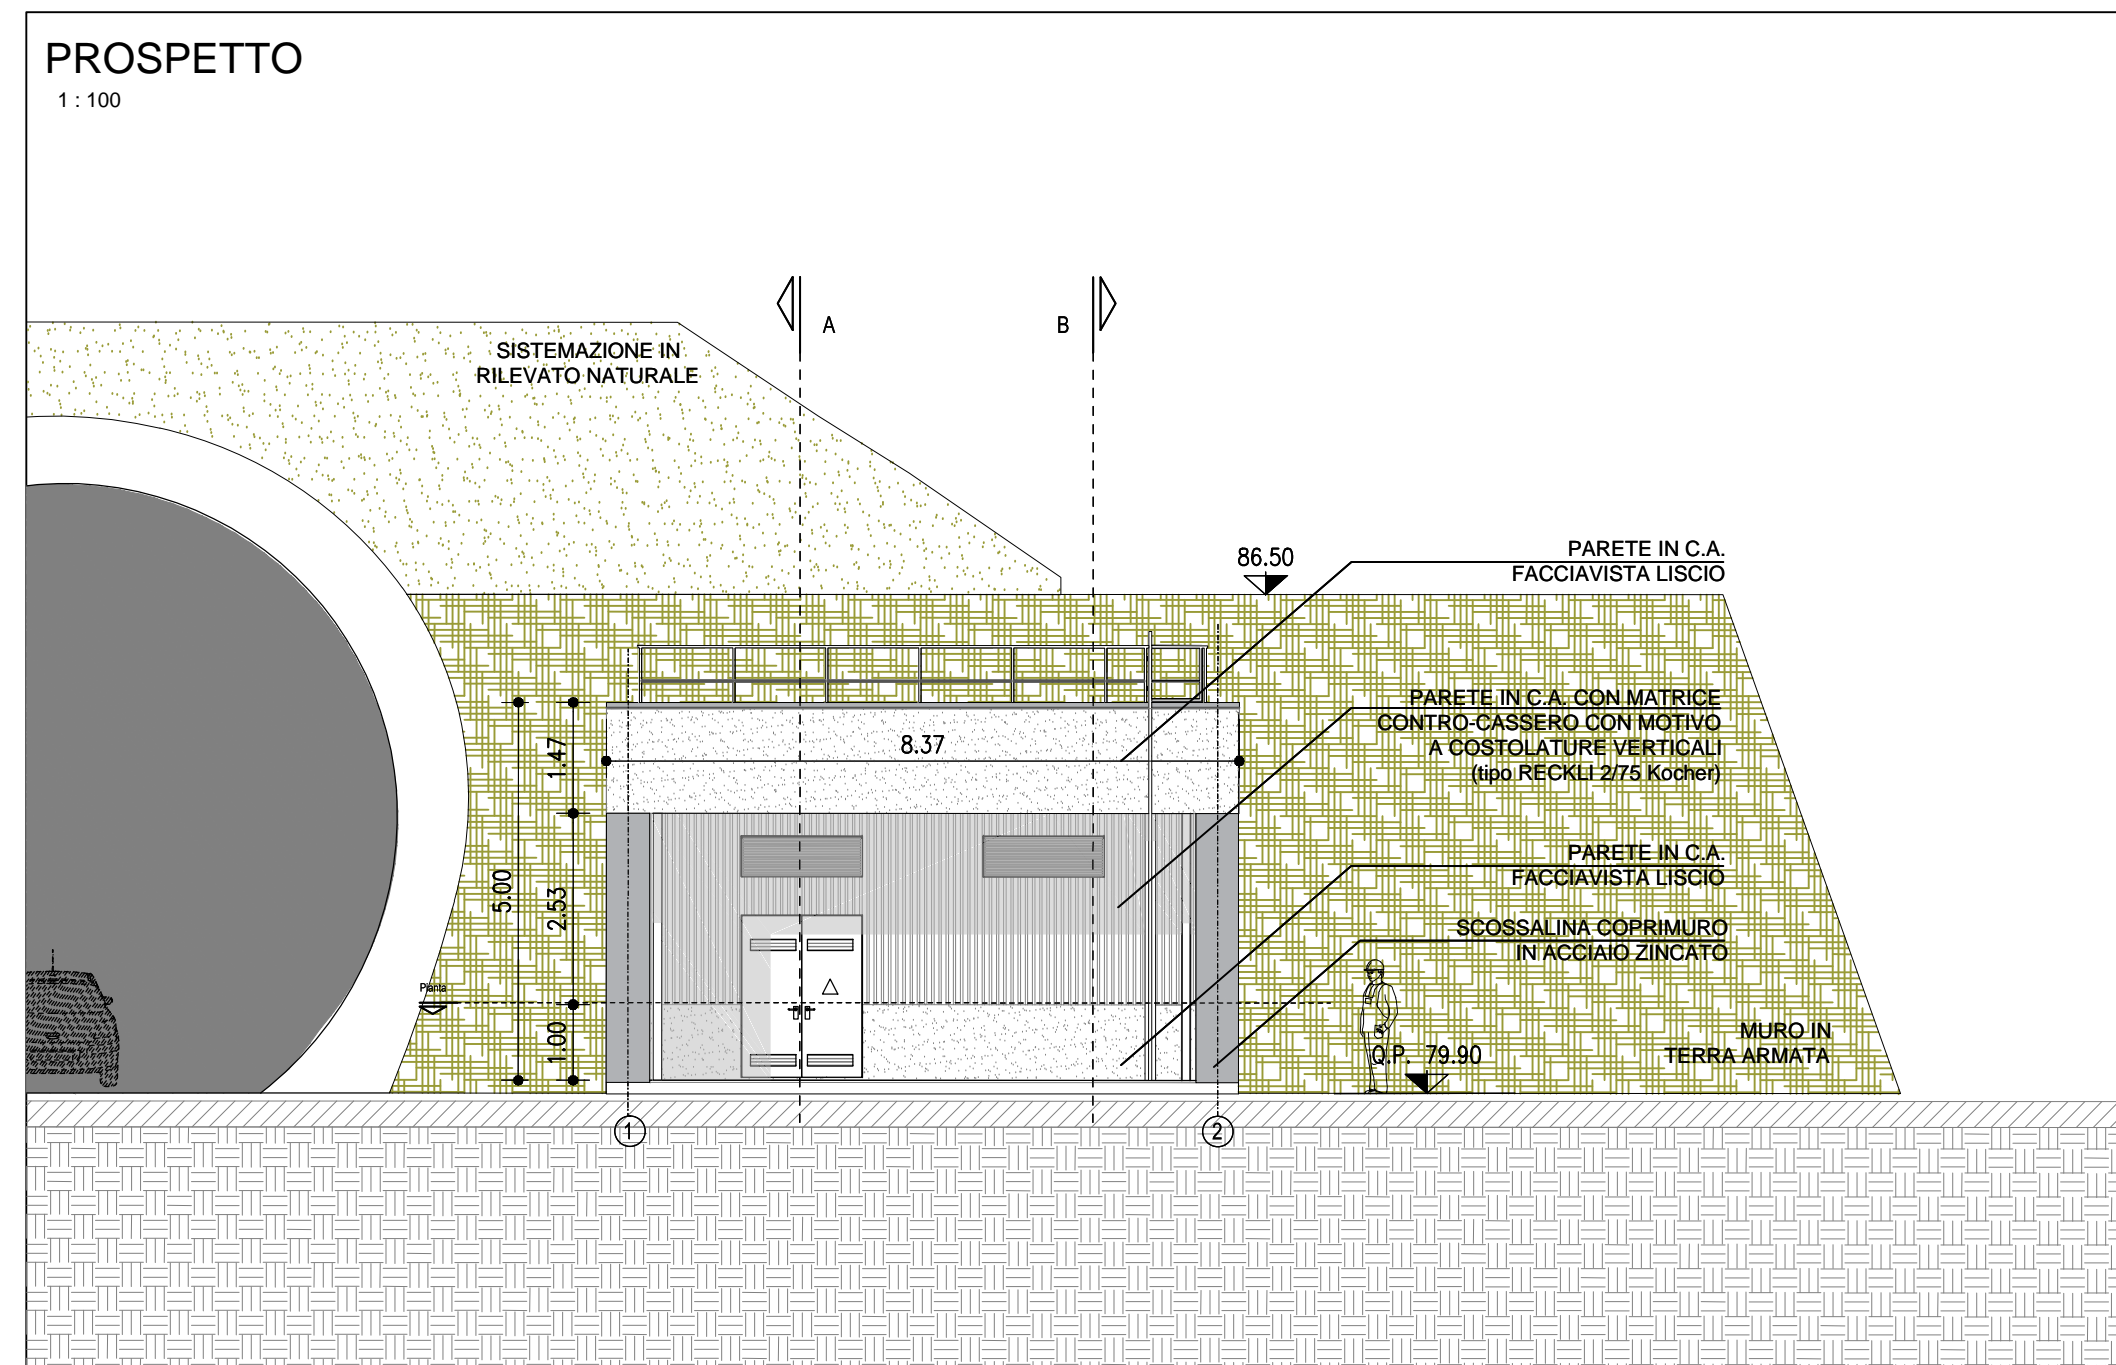 PROSPETTO
1 : 100
A
B
SISTEMAZIONE IN
RILEVATO NATURALE
86.50
PARETE IN C.A.
FACCIAVISTA LISCIO
PARETE IN C.A. CON MATRICE
CONTRO-CASSERO CON MOTIVO
A COSTOLATURE VERTICALI
(tipo RECKLI 2/75 Kocher)
8.37
1.47
5.00
2.53
1.00
PARETE IN C.A.
FACCIAVISTA LISCIO
SCOSSALINA COPRIMURO
IN ACCIAIO ZINCATO
Pianta
MURO IN
TERRA ARMATA
Q.P. 79.90
1
2